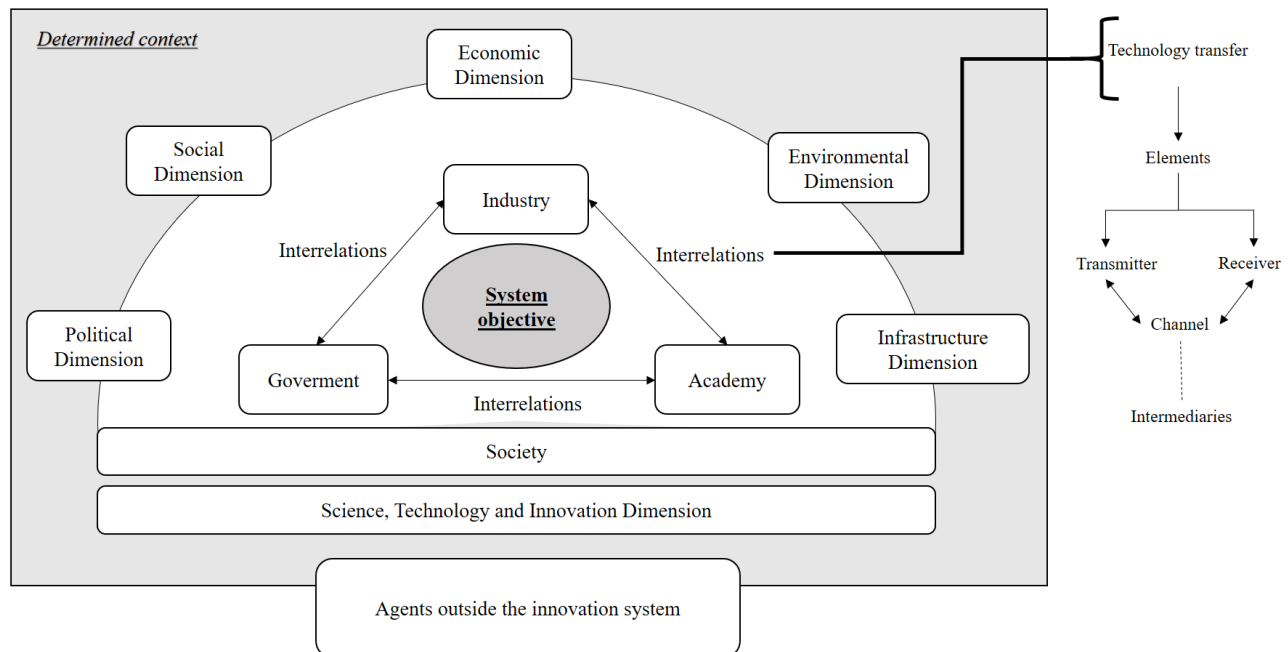 Determined context
Economic
Dimension
Technology transfer
Social
Dimension
Environmental
Dimension
Elements
Industry
Interrelations
Interrelations
Transmitter
Receiver
System
objective
Political
Dimension
Channel
Infrastructure
Dimension
Goverment
Academy
Interrelations
Intermediaries
Society
Science, Technology and Innovation Dimension
Agents outside the innovation system